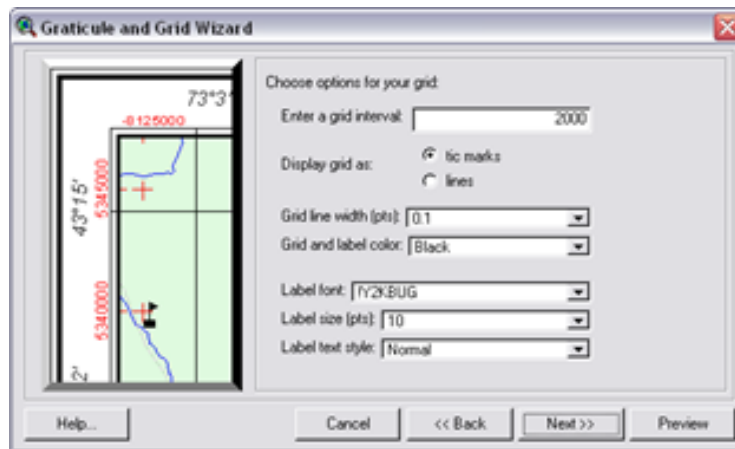 Graticule and Grid Wizard
73°3'
-8125000
43°15'
5345000
5340000
2'
Choose options for your grid:
Enter a grid interval: 2000
Display grid as: tic marks
lines
Grid line width (pts): 0.1
Grid and label color: Black
Label font: !Y2KBUG
Label size (pts): 10
Label text style: Normal
Help... Cancel << Back Next >> Preview